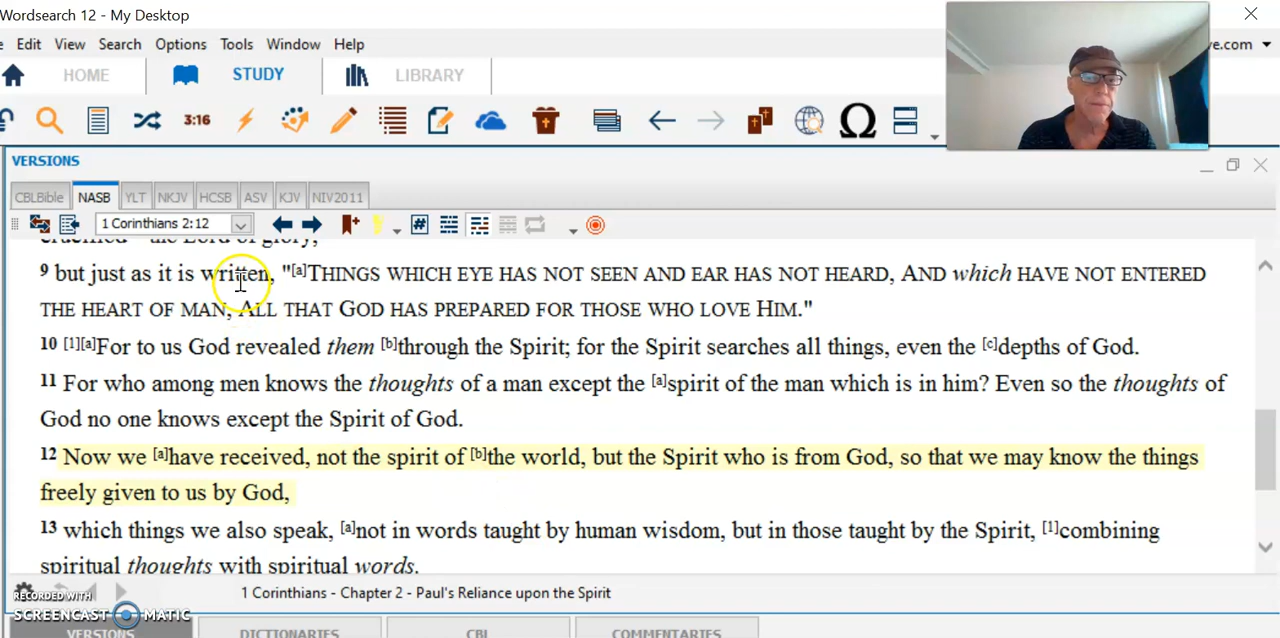 Wordsearch 12 - My Desktop
Edit View Search Options Tools Window Help
ve.com
HOME STUDY LIBRARY
3:16
VERSIONS
CBLBible NASB YLT NKJV HCSB ASV KJV NIV2011
1 Corinthians 2:12
crucified the Lord of glory;
9 but just as it is written, "[a]THINGS WHICH EYE HAS NOT SEEN AND EAR HAS NOT HEARD, AND which HAVE NOT ENTERED
THE HEART OF MAN, ALL THAT GOD HAS PREPARED FOR THOSE WHO LOVE HIM."
10 [1][a]For to us God revealed them [b]through the Spirit; for the Spirit searches all things, even the [c]depths of God.
11 For who among men knows the thoughts of a man except the [a]spirit of the man which is in him? Even so the thoughts of
God no one knows except the Spirit of God.
12 Now we [a]have received, not the spirit of [b]the world, but the Spirit who is from God, so that we may know the things
freely given to us by God,
13 which things we also speak, [a]not in words taught by human wisdom, but in those taught by the Spirit, [1]combining
spiritual thoughts with spiritual words.
1 Corinthians - Chapter 2 - Paul's Reliance upon the Spirit
RECORDED WITH
SCREENCAST MATIC
VERSIONS DICTIONARIES CBL COMMENTARIES